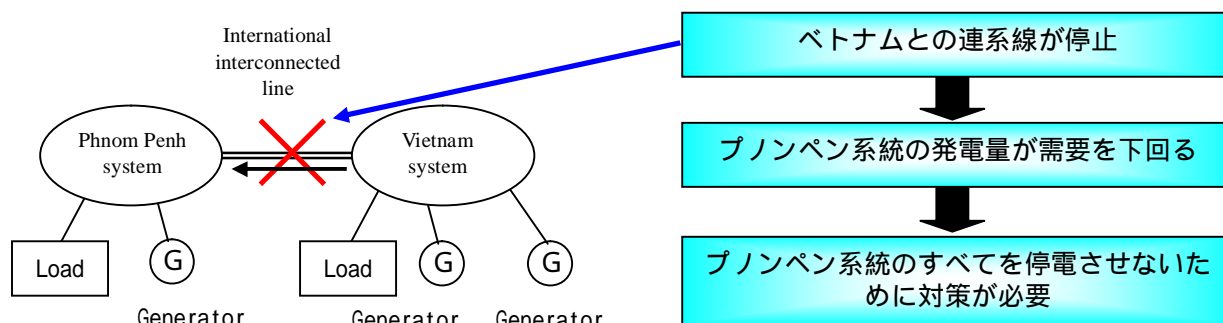 International
interconnected
line
Phnom Penh
system
Vietnam
system
Load
G
Load
G
G
Generator
Generator
Generator
ベトナムとの連系線が停止
プノンペン系統の発電量が需要を下回る
プノンペン系統のすべてを停電させないた
めに対策が必要